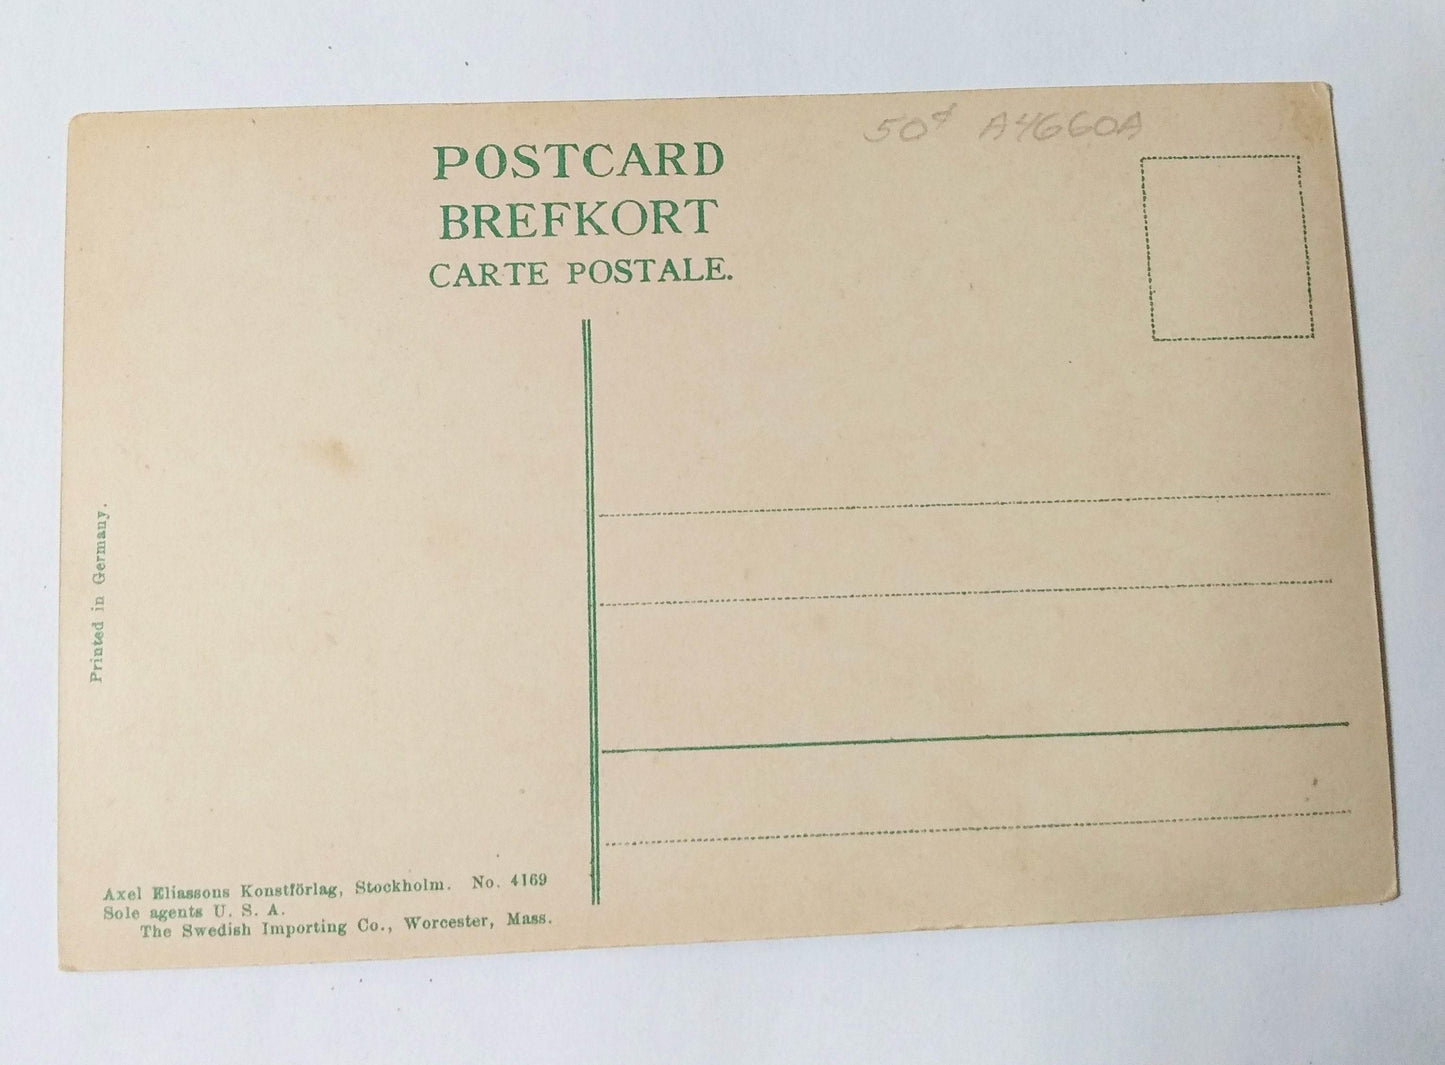 50¢ A4660A
POSTCARD
BREFKORT
CARTE POSTALE.
Printed in Germany.
Axel Eliassons Konstförlag, Stockholm. No. 4169
Sole agents U. S. A.
The Swedish Importing Co., Worcester, Mass.